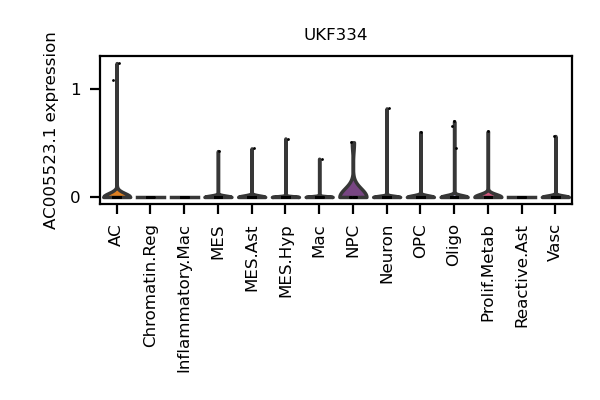 UKF334
AC005523.1 expression
1
0
AC
Chromatin.Reg
Inflammatory.Mac
MES
MES.Ast
MES.Hyp
Mac
NPC
Neuron
OPC
Oligo
Prolif.Metab
Reactive.Ast
Vasc